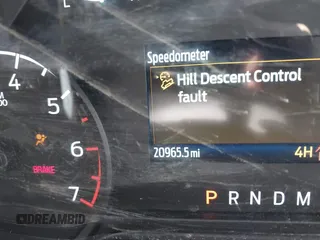 L
Speedometer
4
5
6
7
Hill Descent Control
fault
BRAKE
20965.5 mi
4H
P R N D M
DREAMBID